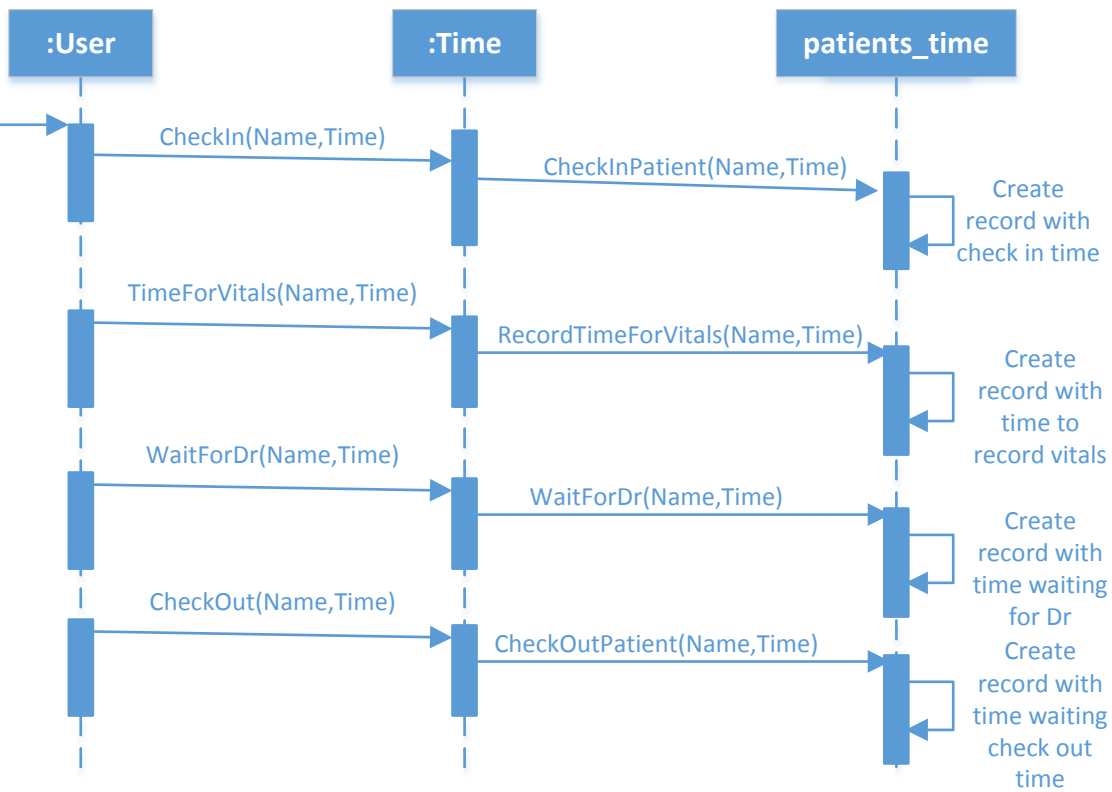 :User
:Time
patients_time
CheckIn(Name,Time)
CheckInPatient(Name,Time)
Create
record with
check in time
TimeForVitals(Name,Time)
RecordTimeForVitals(Name,Time)
Create
record with
time to
record vitals
WaitForDr(Name,Time)
WaitForDr(Name,Time)
Create
record with
time waiting
for Dr
CheckOut(Name,Time)
CheckOutPatient(Name,Time)
Create
record with
time waiting
check out
time